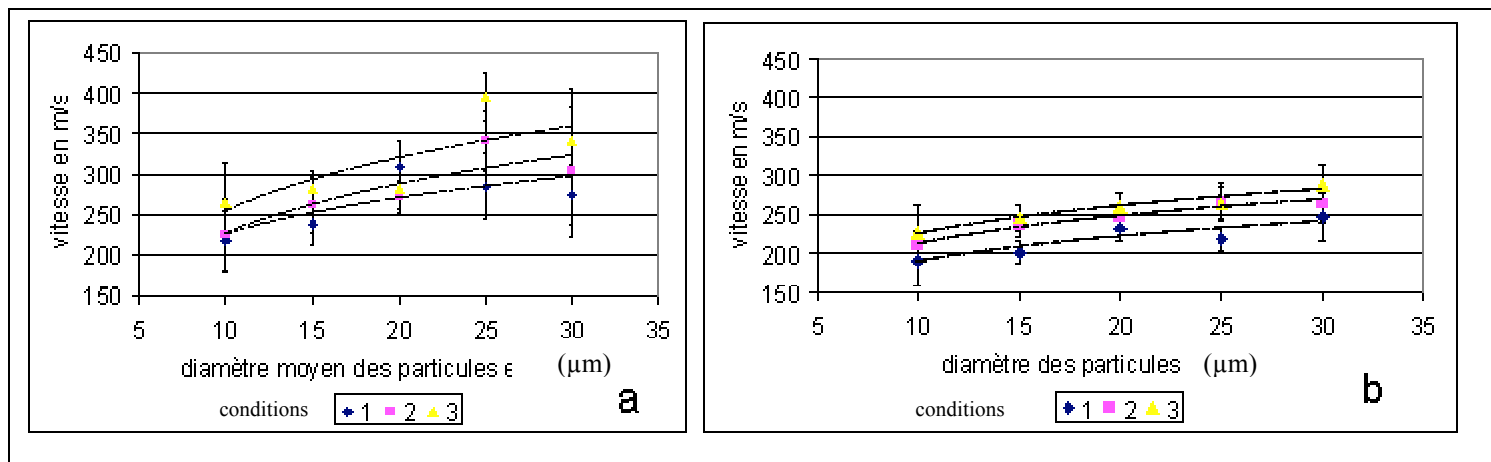 450
400
350
300
250
200
150
vitesse en m/s
5 10 15 20 25 30 35
diamètre moyen des particules e (µm)
conditions 1 2 3
a
450
400
350
300
250
200
150
vitesse en m/s
5 10 15 20 25 30 35
diamètre des particules (µm)
conditions 1 2 3
b